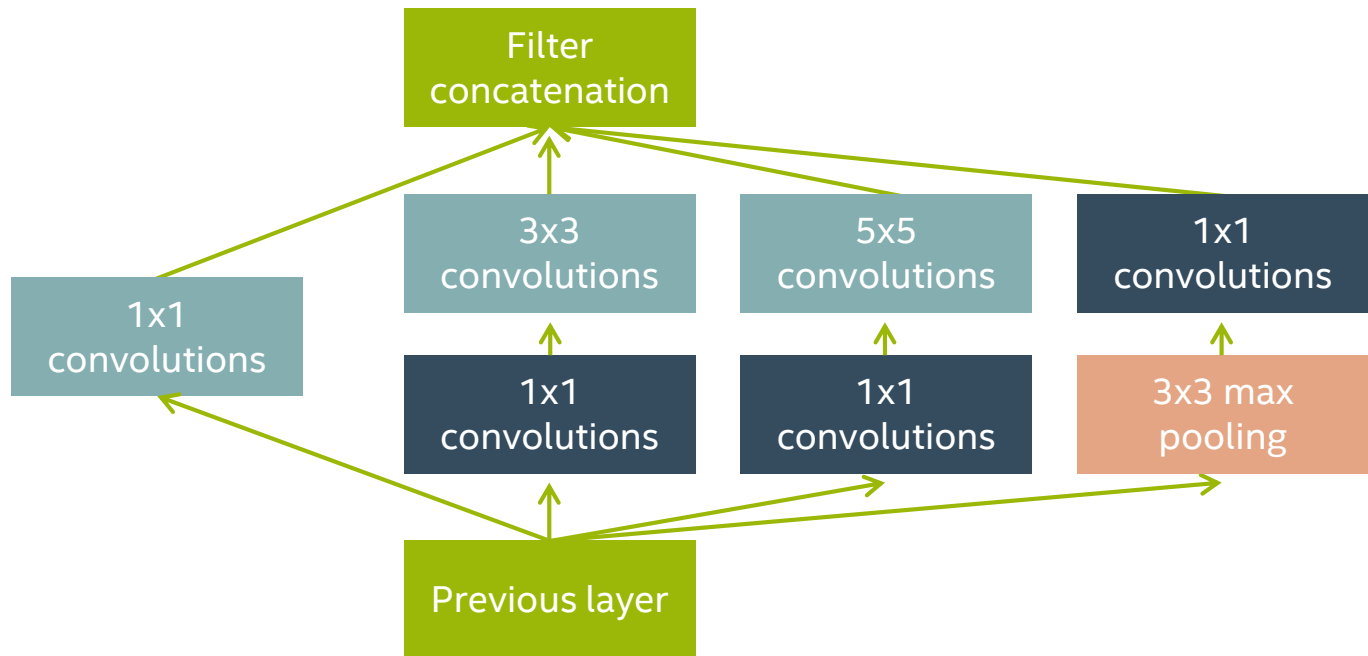 Filter
concatenation
3x3
convolutions
5x5
convolutions
1x1
convolutions
1x1
convolutions
1x1
convolutions
1x1
convolutions
3x3 max
pooling
Previous layer